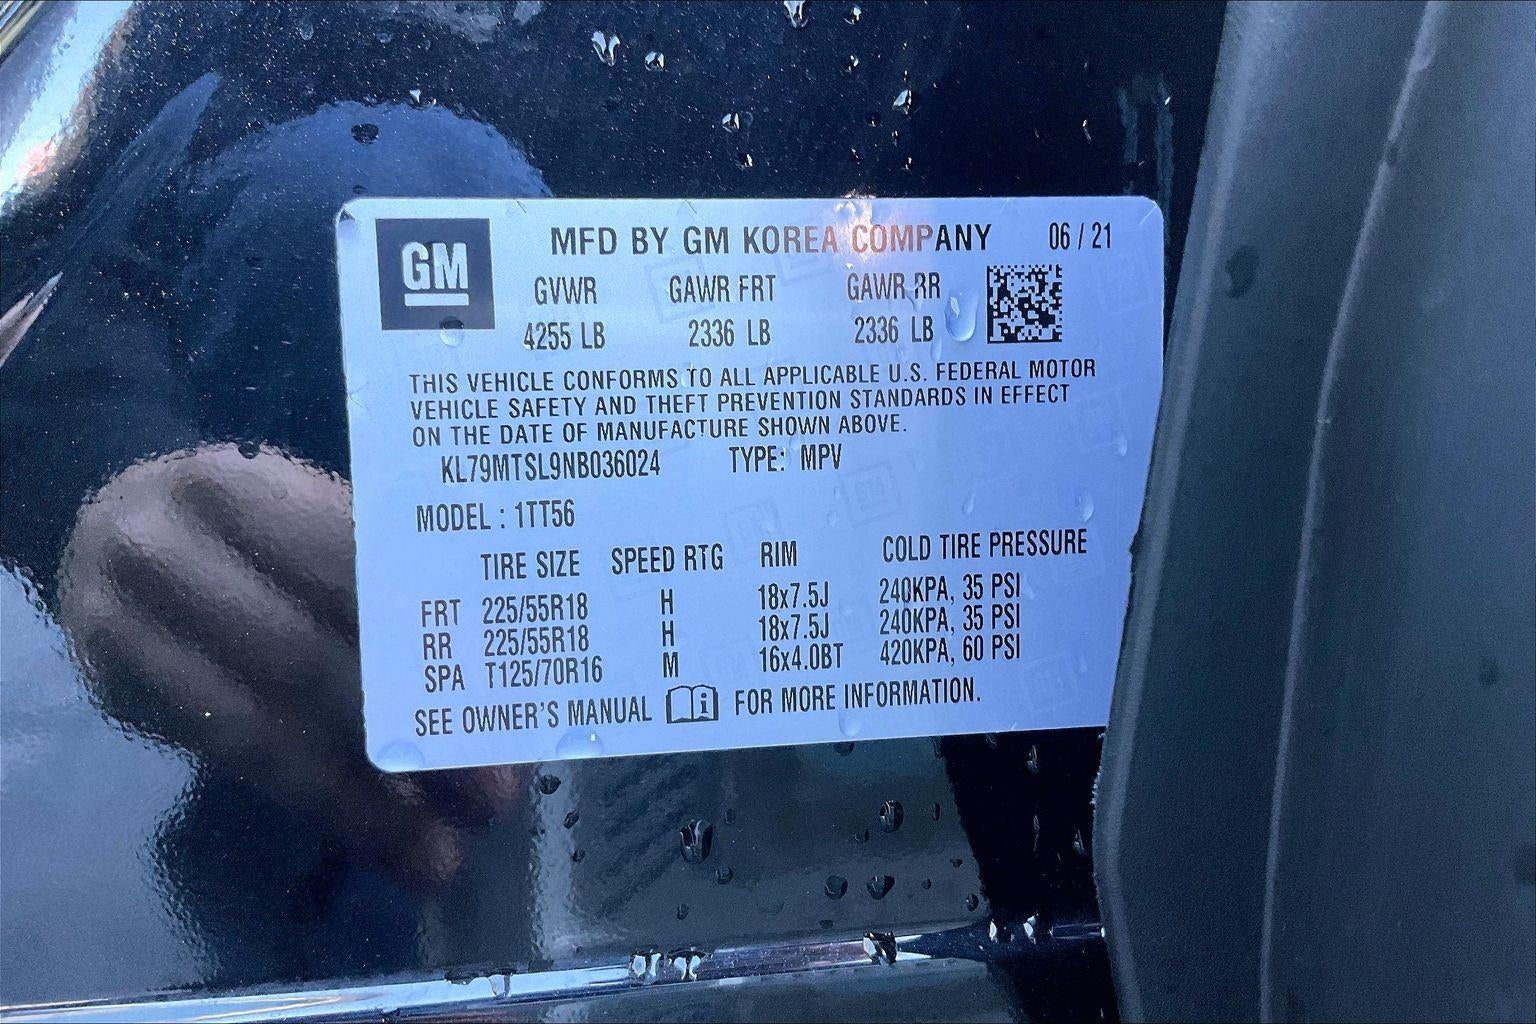 GM
MFD BY GM KOREA COMPANY 06 / 21
GVWR GAWR FRT GAWR RR
4255 LB 2336 LB 2336 LB
THIS VEHICLE CONFORMS TO ALL APPLICABLE U.S. FEDERAL MOTOR
VEHICLE SAFETY AND THEFT PREVENTION STANDARDS IN EFFECT
ON THE DATE OF MANUFACTURE SHOWN ABOVE.
KL79MTSL9NB036024 TYPE: MPV
MODEL : 1TT56
TIRE SIZE SPEED RTG RIM COLD TIRE PRESSURE
FRT 225/55R18 H 18x7.5J 240KPA, 35 PSI
RR 225/55R18 H 18x7.5J 240KPA, 35 PSI
SPA T125/70R16 M 16x4.0BT 420KPA, 60 PSI
SEE OWNER'S MANUAL i FOR MORE INFORMATION.